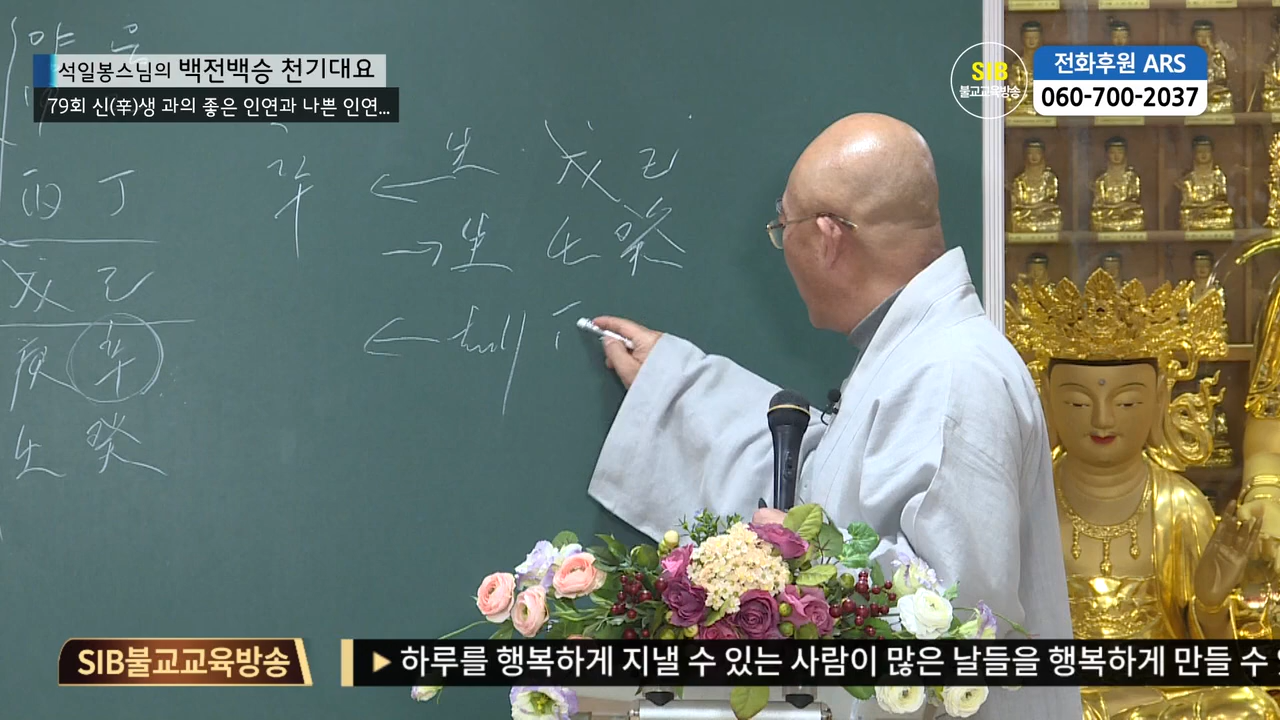 석일봉스님의 백전백승 천기대요
79회 신(辛)생 과의 좋은 인연과 나쁜 인연...
SIB
불교교육방송
전화후원 ARS
060-700-2037
양 음
丙 丁
戊 己
庚 辛
壬 癸
辛
← 生 戊 己
→ 生 壬 癸
←
SIB불교교육방송
▶ 하루를 행복하게 지낼 수 있는 사람이 많은 날들을 행복하게 만들 수